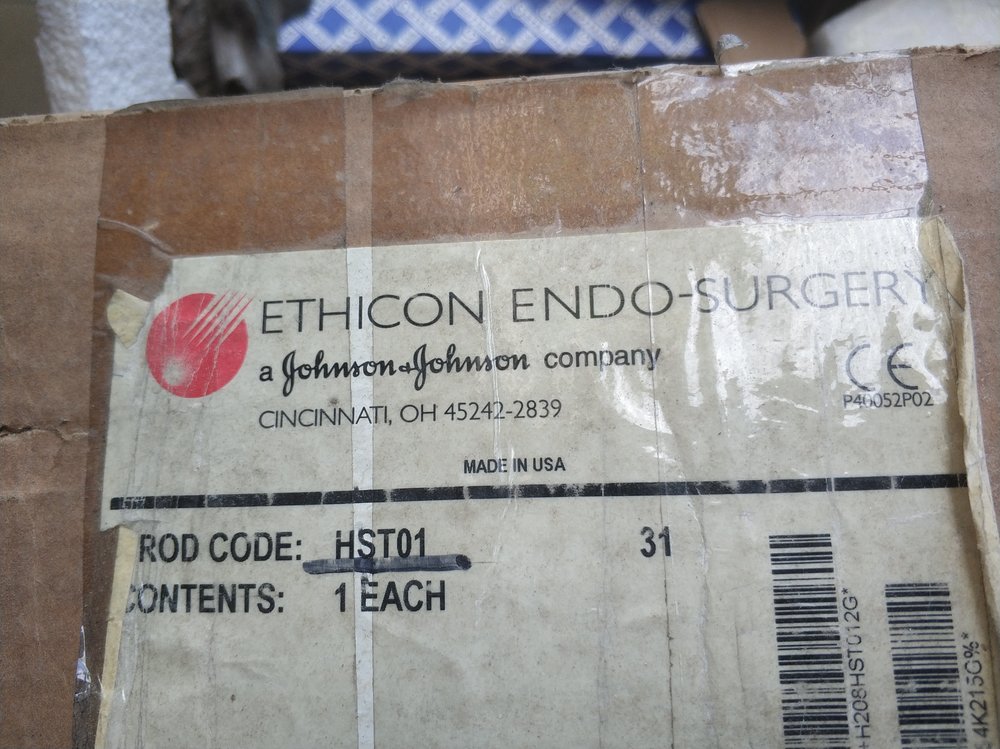 ETHICON ENDO-SURGERY
a Johnson & Johnson company
CINCINNATI, OH 45242-2839
CE
P40052P02
MADE IN USA
ROD CODE: HST01 31
CONTENTS: 1 EACH
+H208HST012G*
4K215G%*